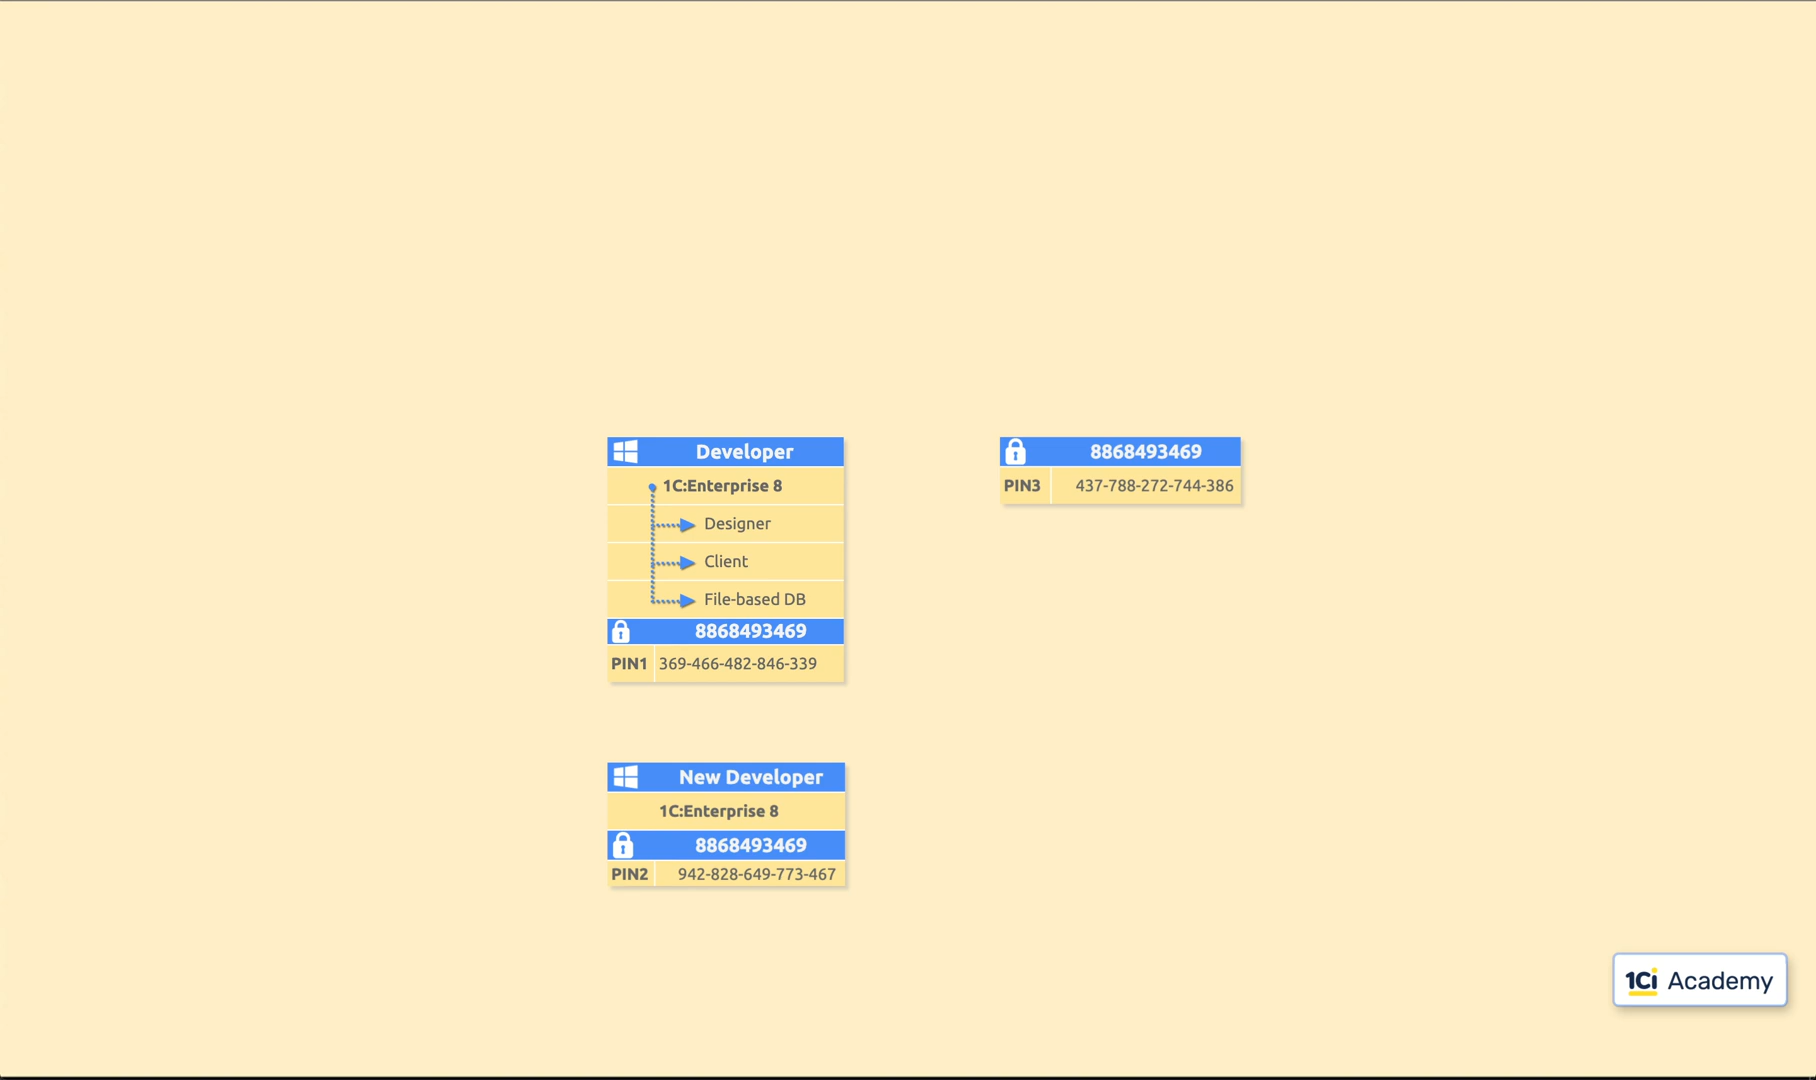 Developer
1C:Enterprise 8
Designer
Client
File-based DB
8868493469
PIN1 369-466-482-846-339
8868493469
PIN3 437-788-272-744-386
New Developer
1C:Enterprise 8
8868493469
PIN2 942-828-649-773-467
1Ci Academy